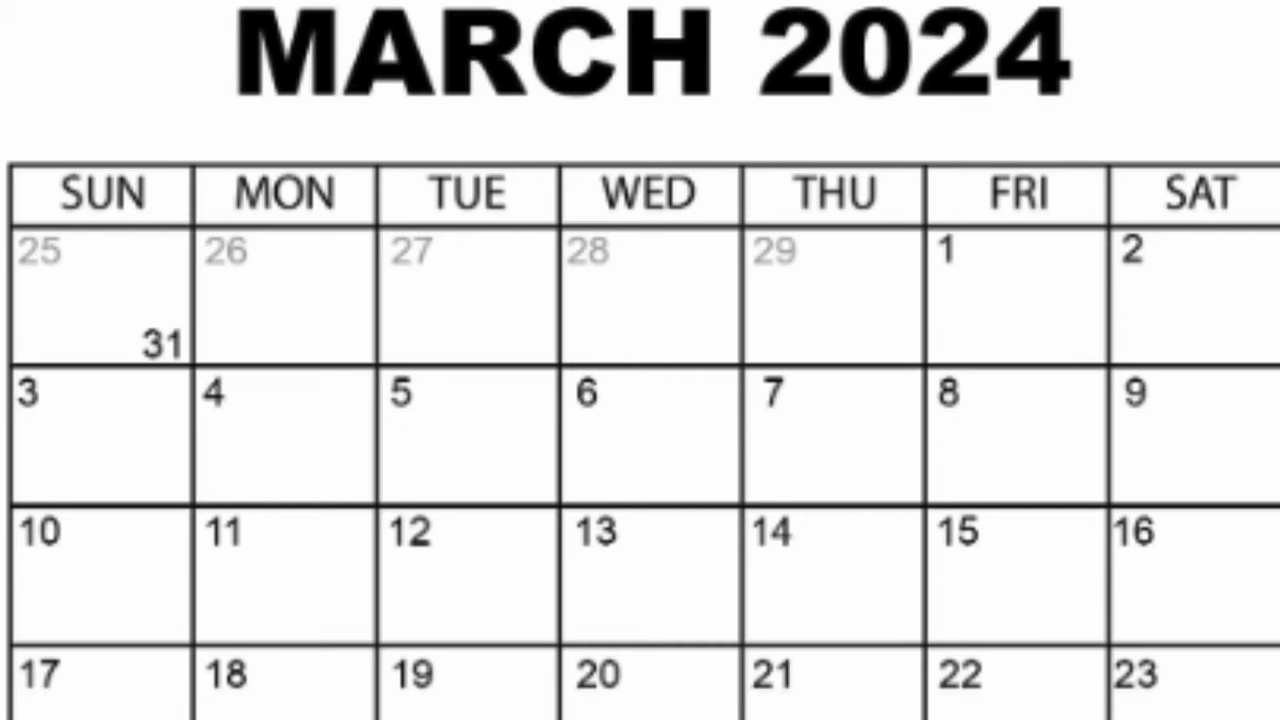 MARCH 2024
SUN MON TUE WED THU FRI SAT
25 26 27 28 29 1 2
31
3 4 5 6 7 8 9
10 11 12 13 14 15 16
17 18 19 20 21 22 23